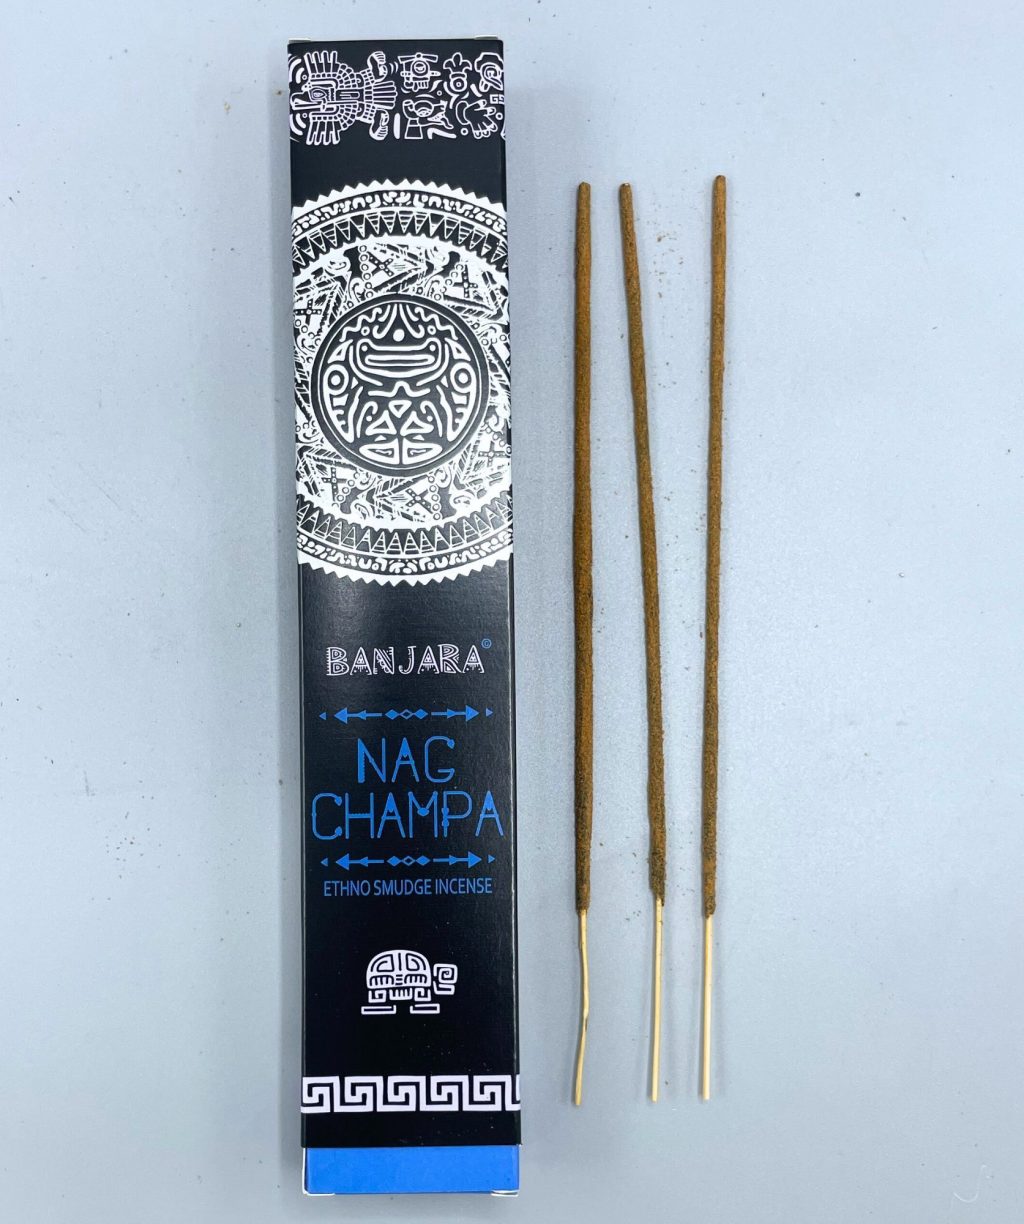 BANJARA©
NAG
CHAMPA
ETHNO SMUDGE INCENSE